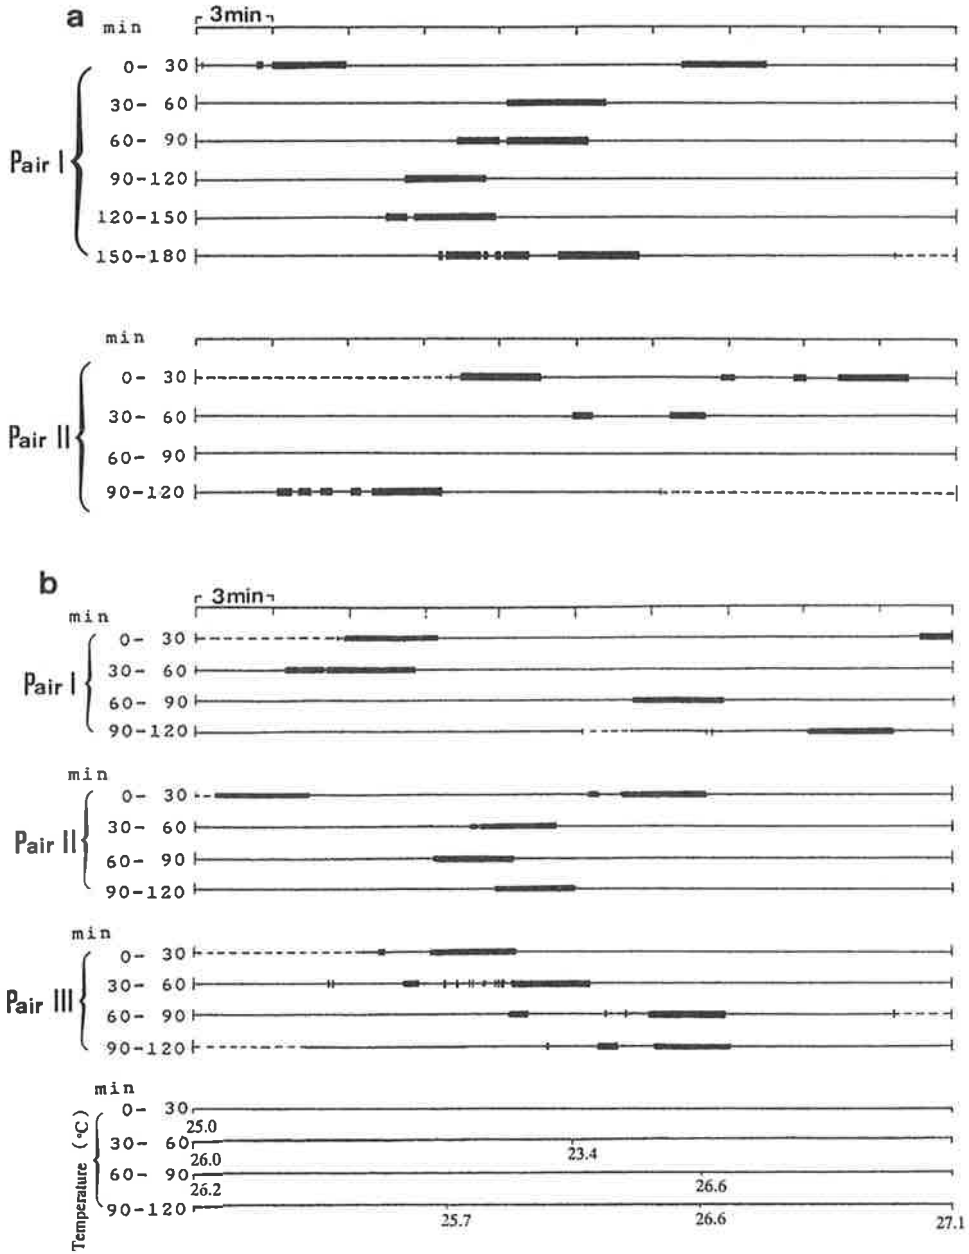 a
min
3min
0- 30
30- 60
60- 90
Pair I
90-120
120-150
150-180
min
0- 30
30- 60
Pair II
60- 90
90-120
b
3min
min
0- 30
30- 60
Pair I
60- 90
90-120
min
0- 30
30- 60
Pair II
60- 90
90-120
min
0- 30
30- 60
Pair III
60- 90
90-120
min
Temperature (°C)
0- 30
25.0
30- 60
26.0
23.4
60- 90
26.2
26.6
90-120
25.7
26.6
27.1